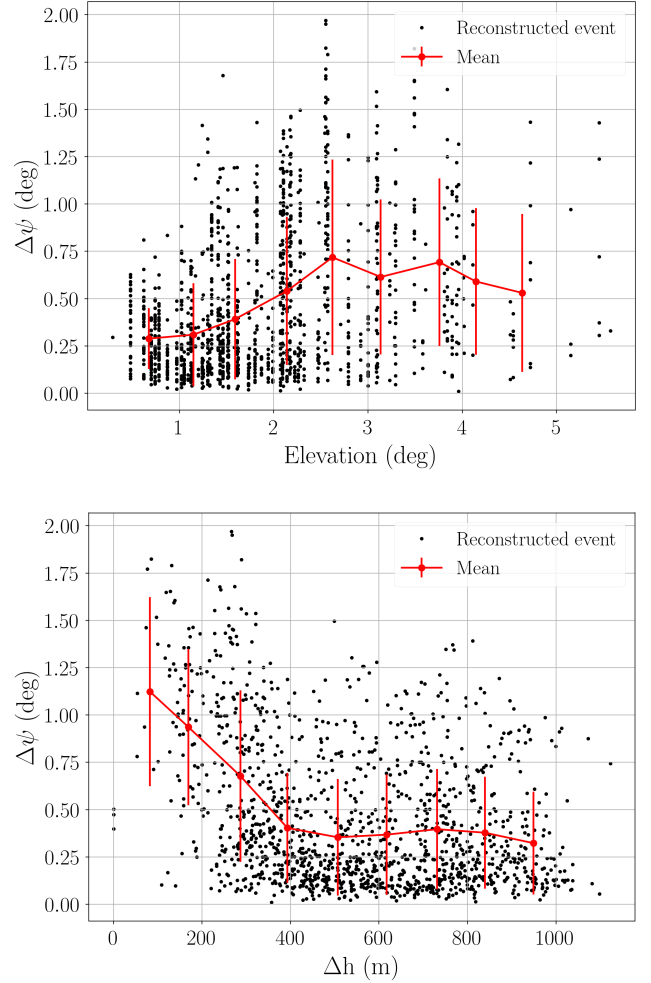 Reconstructed event
Mean
2.00
1.75
1.50
1.25
1.00
0.75
0.50
0.25
0.00
Δψ (deg)
1 2 3 4 5
Elevation (deg)
Reconstructed event
Mean
2.00
1.75
1.50
1.25
1.00
0.75
0.50
0.25
0.00
Δψ (deg)
0 200 400 600 800 1000
Δh (m)